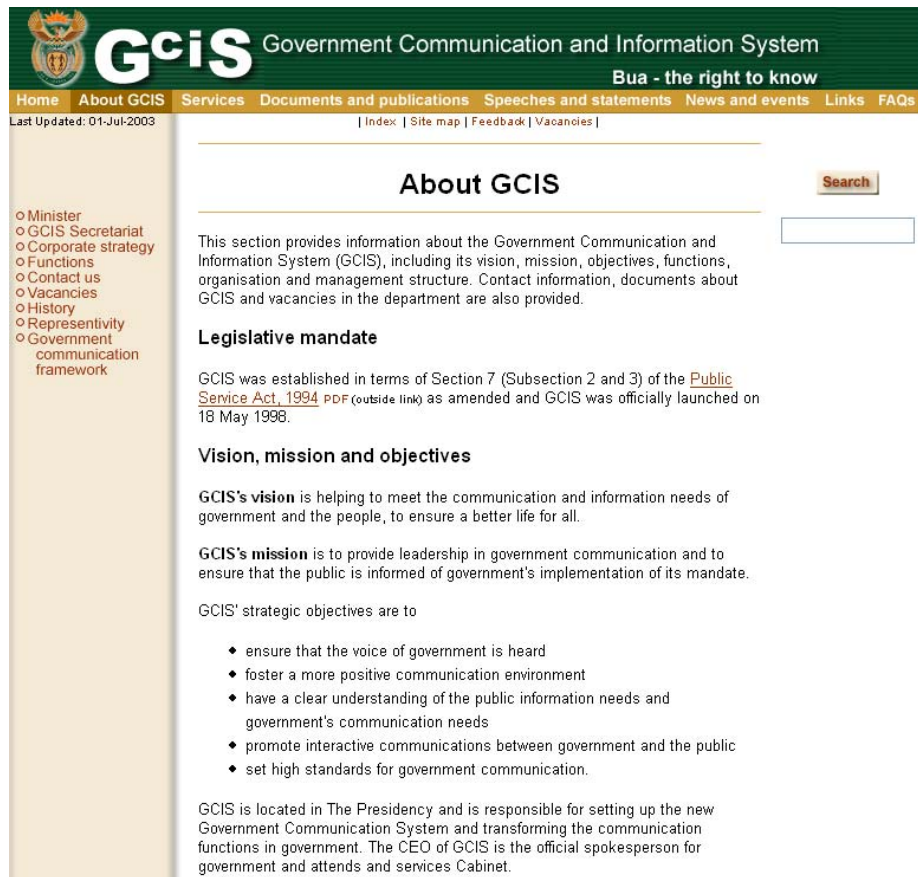 GCiS Government Communication and Information System
Bua - the right to know
Home About GCIS Services Documents and publications Speeches and statements News and events Links FAQs
Last Updated: 01-Jul-2003
| Index | Site map | Feedback | Vacancies |
About GCIS
Search
Minister
GCIS Secretariat
Corporate strategy
Functions
Contact us
Vacancies
History
Representivity
Government
communication
framework
This section provides information about the Government Communication and
Information System (GCIS), including its vision, mission, objectives, functions,
organisation and management structure. Contact information, documents about
GCIS and vacancies in the department are also provided.
Legislative mandate
GCIS was established in terms of Section 7 (Subsection 2 and 3) of the Public
Service Act, 1994 PDF (outside link) as amended and GCIS was officially launched on
18 May 1998.
Vision, mission and objectives
GCIS's vision is helping to meet the communication and information needs of
government and the people, to ensure a better life for all.
GCIS's mission is to provide leadership in government communication and to
ensure that the public is informed of government's implementation of its mandate.
GCIS' strategic objectives are to
ensure that the voice of government is heard
foster a more positive communication environment
have a clear understanding of the public information needs and
government's communication needs
promote interactive communications between government and the public
set high standards for government communication.
GCIS is located in The Presidency and is responsible for setting up the new
Government Communication System and transforming the communication
functions in government. The CEO of GCIS is the official spokesperson for
government and attends and services Cabinet.